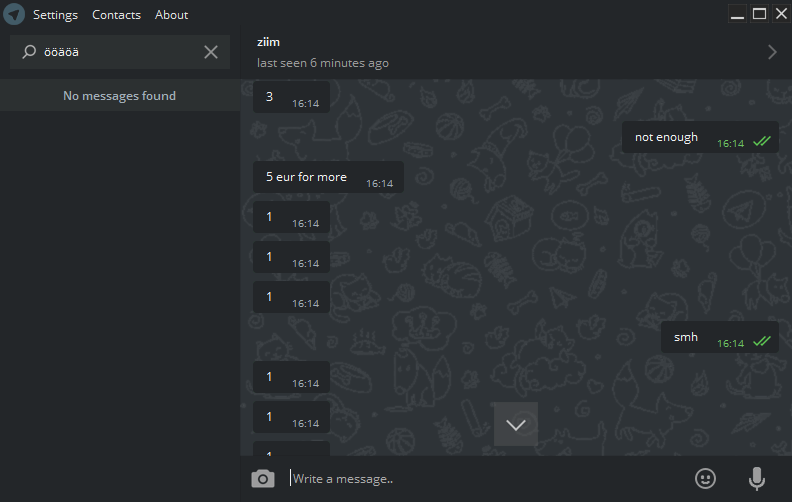 Settings Contacts About
ööäöä
No messages found
ziim
last seen 6 minutes ago
3 16:14
not enough 16:14
5 eur for more 16:14
1 16:14
1 16:14
1 16:14
smh 16:14
1 16:14
1 16:14
Write a message..